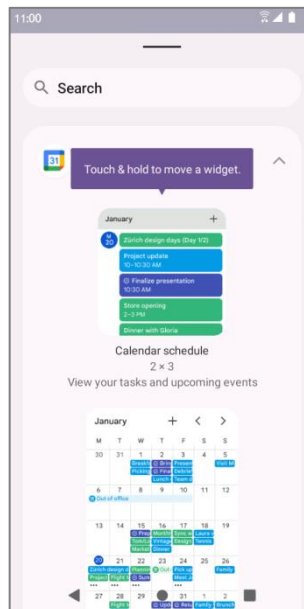 11:00
Search
31
Touch & hold to move a widget.
January +
M
20
Zürich design days (Day 1/2)
Project update
10–10:30 AM
Finalize presentation
10:30 AM
Store opening
2–3 PM
Dinner with Gloria
Calendar schedule
2 × 3
View your tasks and upcoming events
January + < >
M T W T F S S
30 31 1 2 3 4 5
6 7 8 9 10 11 12
Out of office
13 14 15 16 17 18 19
20 21 22 23 24 25 26
Family
27 28 29 30 31 1 2
Flight Family Brunch